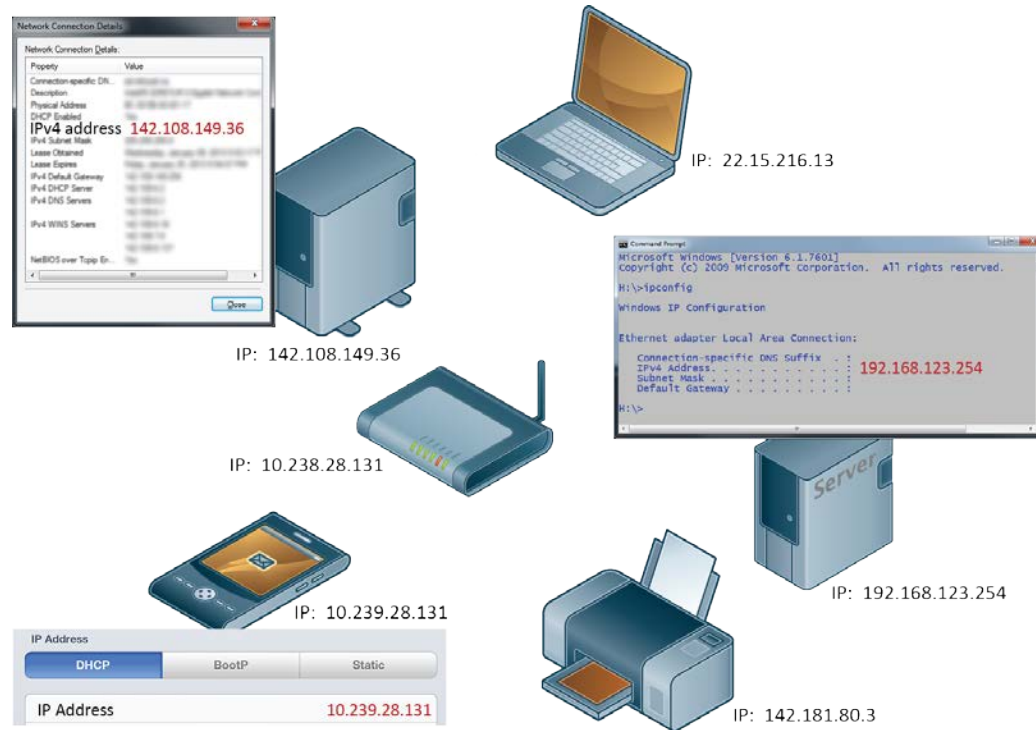 Network Connection Details
Network Connection Details:
Property Value
Connection-specific DN...
Description
Physical Address
DHCP Enabled
IPv4 address 142.108.149.36
IPv4 Subnet Mask
Lease Obtained
Lease Expires
IPv4 Default Gateway
IPv4 DHCP Server
IPv4 DNS Servers
IPv4 WINS Servers
NetBIOS over Tcpip En...
Close
IP: 142.108.149.36
IP: 22.15.216.13
Command Prompt
Microsoft Windows [Version 6.1.7601]
Copyright (c) 2009 Microsoft Corporation. All rights reserved.
H:\>ipconfig
Windows IP Configuration
Ethernet adapter Local Area Connection:
Connection-specific DNS Suffix . :
IPv4 Address. . . . . . . . . . . : 192.168.123.254
Subnet Mask . . . . . . . . . . . :
Default Gateway . . . . . . . . . :
H:\>
Server
IP: 192.168.123.254
IP: 10.238.28.131
IP: 10.239.28.131
IP Address
DHCP BootP Static
IP Address 10.239.28.131
IP: 142.181.80.3